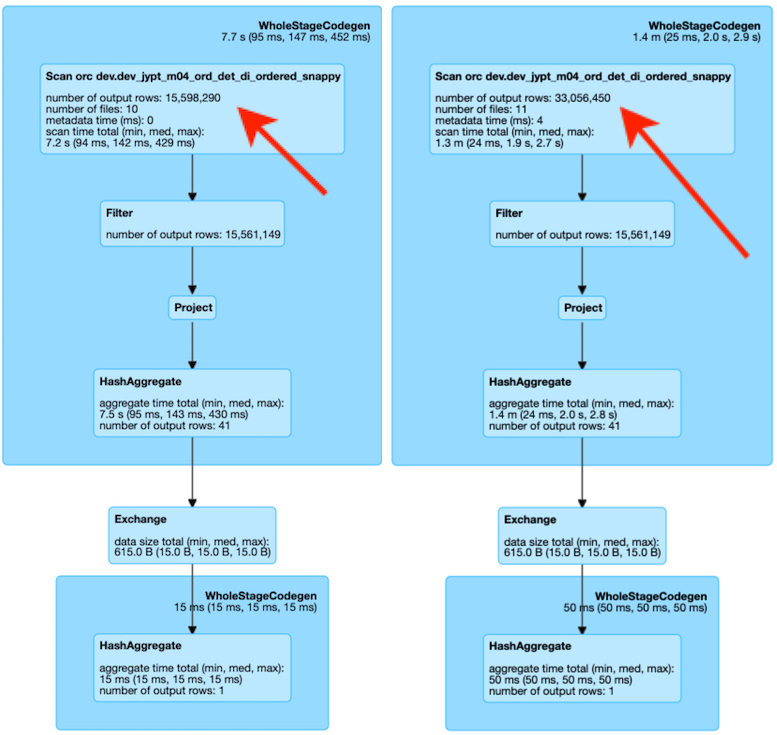 WholeStageCodegen
7.7 s (95 ms, 147 ms, 452 ms)
Scan orc dev.dev_jypt_m04_ord_det_di_ordered_snappy
number of output rows: 15,598,290
number of files: 10
metadata time (ms): 0
scan time total (min, med, max):
7.2 s (94 ms, 142 ms, 429 ms)
Filter
number of output rows: 15,561,149
Project
HashAggregate
aggregate time total (min, med, max):
7.5 s (95 ms, 143 ms, 430 ms)
number of output rows: 41
Exchange
data size total (min, med, max):
615.0 B (15.0 B, 15.0 B, 15.0 B)
WholeStageCodegen
15 ms (15 ms, 15 ms, 15 ms)
HashAggregate
aggregate time total (min, med, max):
15 ms (15 ms, 15 ms, 15 ms)
number of output rows: 1
WholeStageCodegen
1.4 m (25 ms, 2.0 s, 2.9 s)
Scan orc dev.dev_jypt_m04_ord_det_di_ordered_snappy
number of output rows: 33,056,450
number of files: 11
metadata time (ms): 4
scan time total (min, med, max):
1.3 m (24 ms, 1.9 s, 2.7 s)
Filter
number of output rows: 15,561,149
Project
HashAggregate
aggregate time total (min, med, max):
1.4 m (24 ms, 2.0 s, 2.8 s)
number of output rows: 41
Exchange
data size total (min, med, max):
615.0 B (15.0 B, 15.0 B, 15.0 B)
WholeStageCodegen
50 ms (50 ms, 50 ms, 50 ms)
HashAggregate
aggregate time total (min, med, max):
50 ms (50 ms, 50 ms, 50 ms)
number of output rows: 1